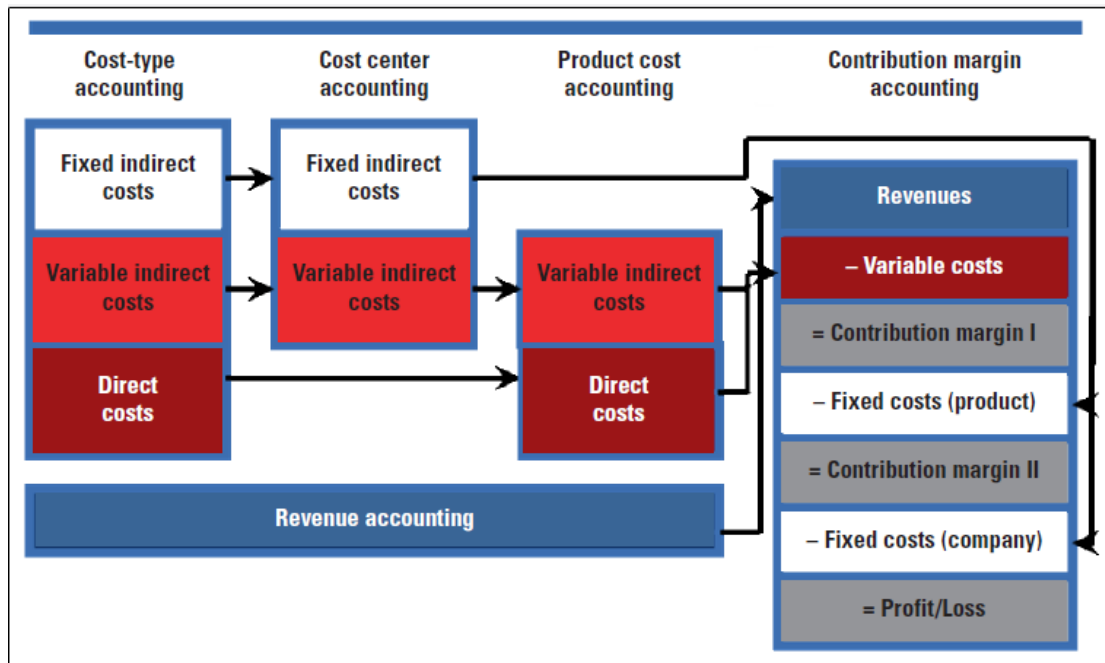 Cost-type
accounting
Cost center
accounting
Product cost
accounting
Contribution margin
accounting
Fixed indirect
costs
Fixed indirect
costs
Revenues
Variable indirect
costs
Variable indirect
costs
Variable indirect
costs
– Variable costs
= Contribution margin I
Direct
costs
Direct
costs
– Fixed costs (product)
= Contribution margin II
Revenue accounting
– Fixed costs (company)
= Profit/Loss